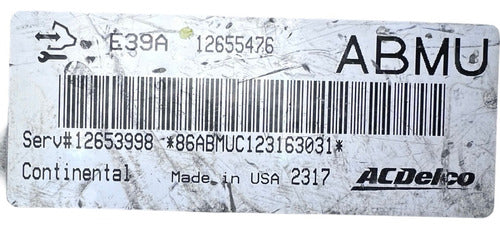 E39A 12655476 ABMU
Serv#12653998 *86ABMUC123163031*
Continental Made in USA 2317 ACDelco